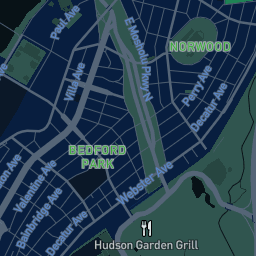 Paul Ave
E Mosholu Pkwy N
NORWOOD
Villa Ave
Perry Ave
Decatur Ave
BEDFORD
PARK
Webster Ave
Valentine Ave
Bainbridge Ave
Decatur Ave
Hudson Garden Grill